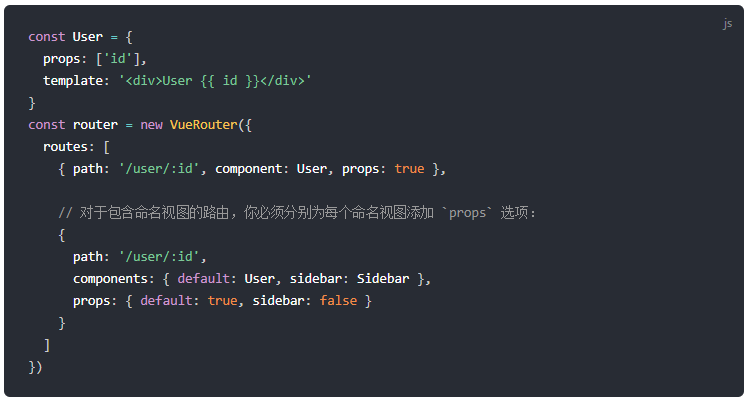 js
const User = {
  props: ['id'],
  template: '<div>User {{ id }}</div>'
}
const router = new VueRouter({
  routes: [
    { path: '/user/:id', component: User, props: true },
    // 对于包含命名视图的路由，你必须分别为每个命名视图添加 `props` 选项：
    {
      path: '/user/:id',
      components: { default: User, sidebar: Sidebar },
      props: { default: true, sidebar: false }
    }
  ]
})